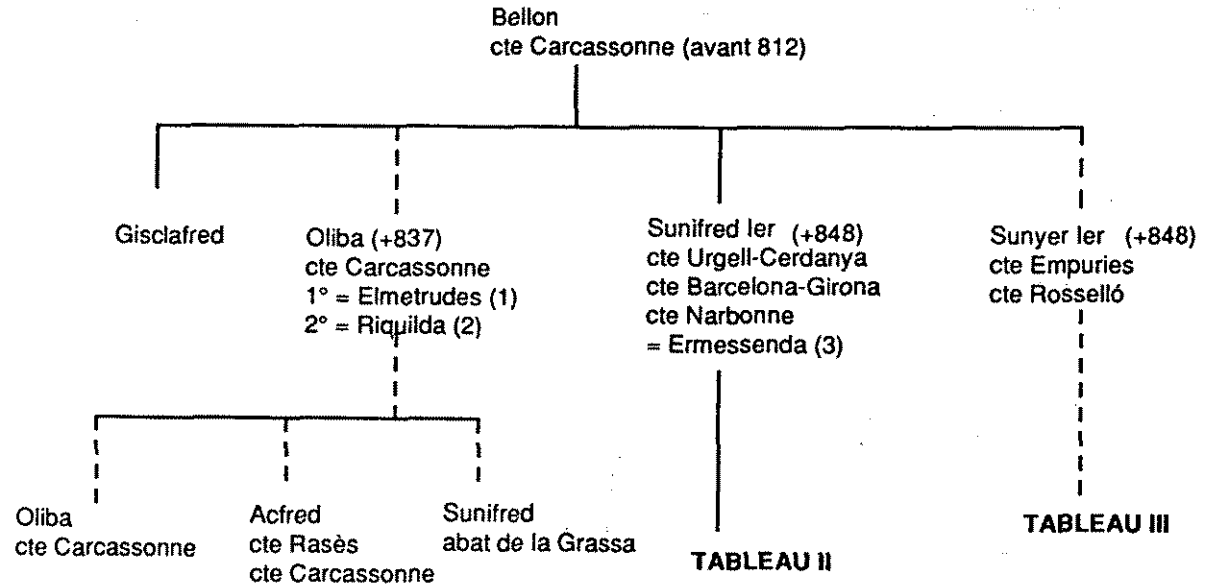 Bellon
cte Carcassonne (avant 812)
Gisclafred
Oliba (+837)
cte Carcassonne
1° = Elmetrudes (1)
2° = Riquilda (2)
Sunifred Ier (+848)
cte Urgell-Cerdanya
cte Barcelona-Girona
cte Narbonne
= Ermessenda (3)
Sunyer Ier (+848)
cte Empuries
cte Rosselló
Oliba
cte Carcassonne
Acfred
cte Rasès
cte Carcassonne
Sunifred
abat de la Grassa
TABLEAU II
TABLEAU III